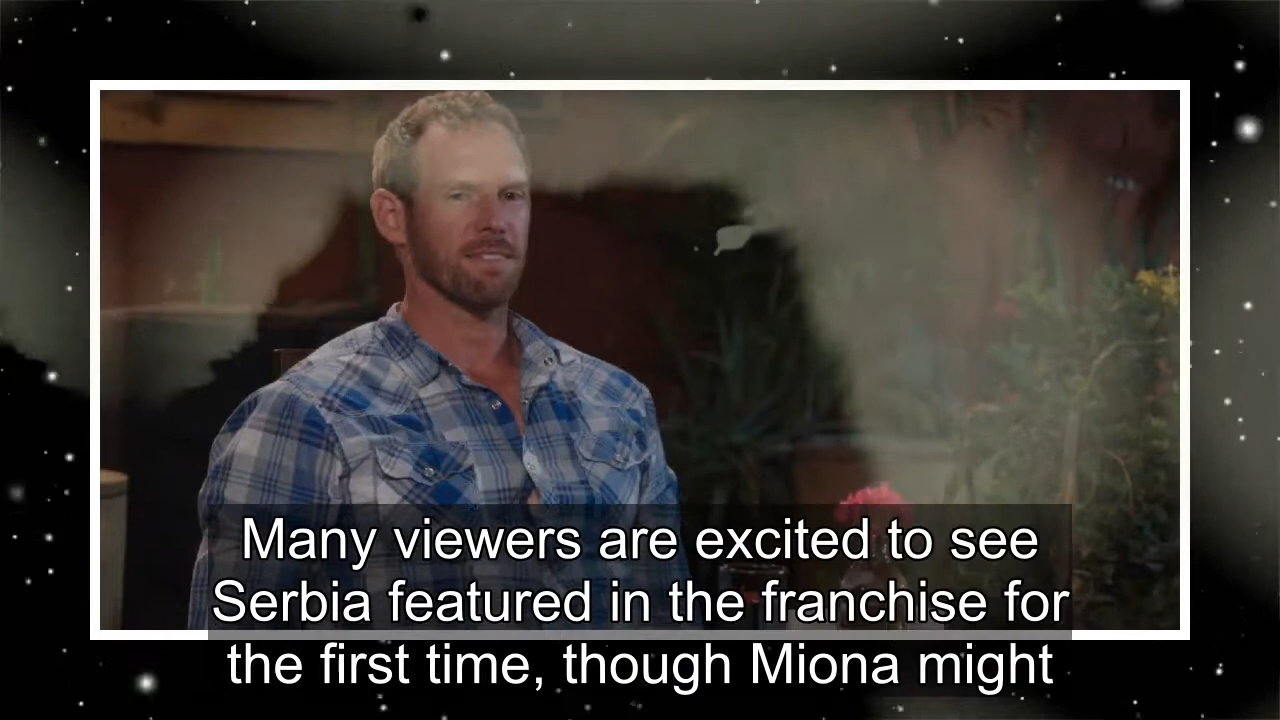 Many viewers are excited to see
Serbia featured in the franchise for
the first time, though Miona might